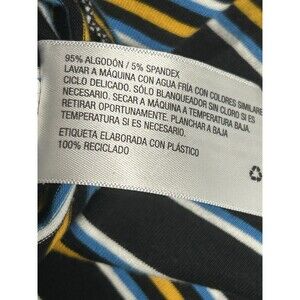 95% ALGODÓN / 5% SPANDEX
LAVAR A MÁQUINA CON AGUA FRÍA CON COLORES SIMILARE
CICLO DELICADO. SÓLO BLANQUEADOR SIN CLORO SI ES
NECESARIO. SECAR A MÁQUINA A TEMPERATURA BAJA
RETIRAR OPORTUNAMENTE. PLANCHAR A BAJA
TEMPERATURA SI ES NECESARIO.
ETIQUETA ELABORADA CON PLÁSTICO
100% RECICLADO